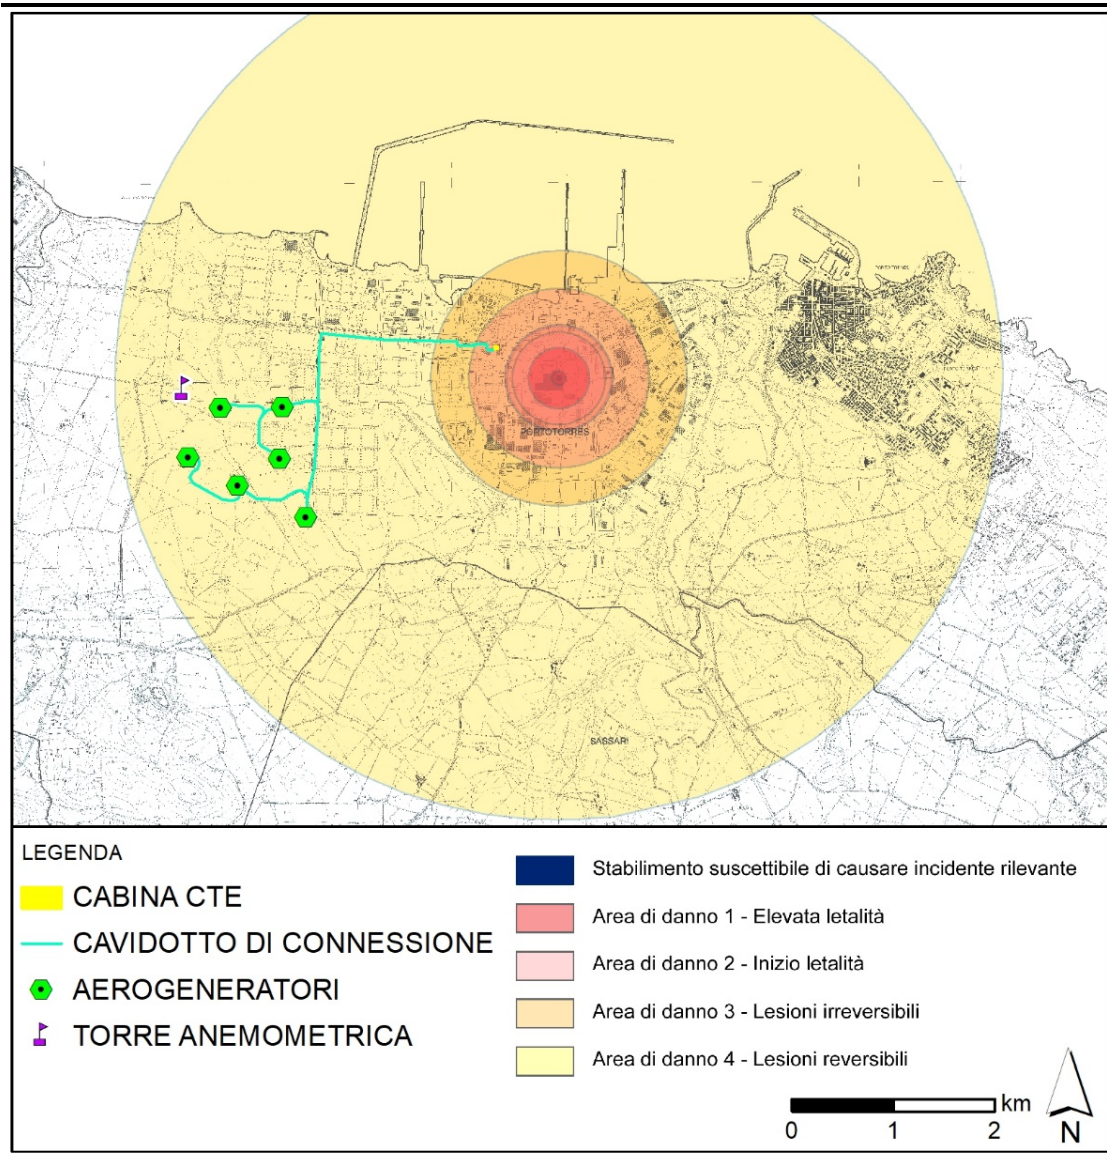 PORTOTORRES
SASSARI
LEGENDA
CABINA CTE
CAVIDOTTO DI CONNESSIONE
AEROGENERATORI
TORRE ANEMOMETRICA
Stabilimento suscettibile di causare incidente rilevante
Area di danno 1 - Elevata letalità
Area di danno 2 - Inizio letalità
Area di danno 3 - Lesioni irreversibili
Area di danno 4 - Lesioni reversibili
km
0 1 2
N